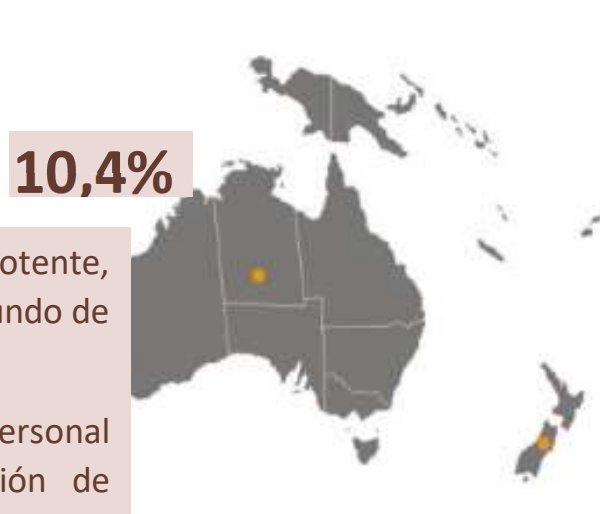 10,4%
otente,
undo de
ersonal
ión de